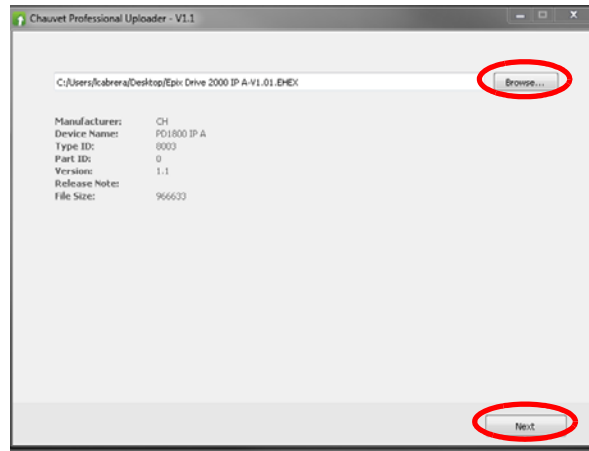 Chauvet Professional Uploader - V1.1
C:/Users/lcabrera/Desktop/Epix Drive 2000 IP A-V1.01.EHEX Browse...
Manufacturer: CH
Device Name: PD1800 IP A
Type ID: 8003
Part ID: 0
Version: 1.1
Release Note:
File Size: 966633
Next